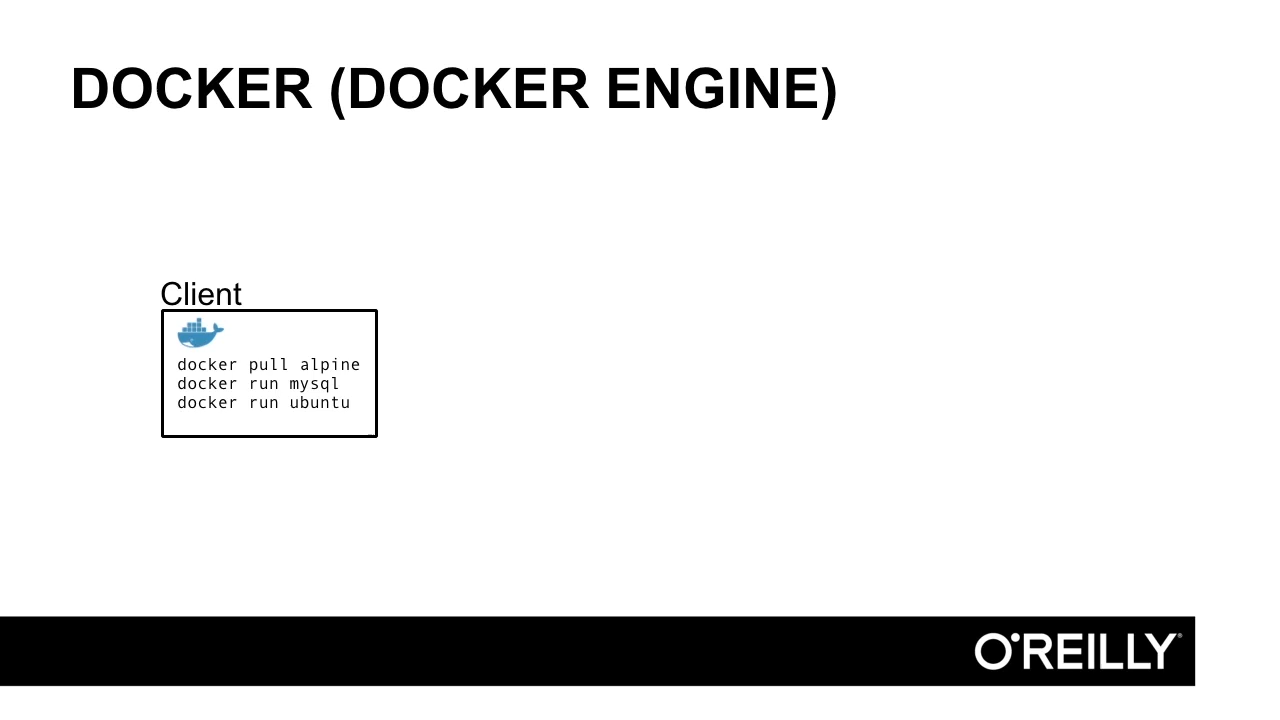 DOCKER (DOCKER ENGINE)
Client
docker pull alpine
docker run mysql
docker run ubuntu
O'REILLY®